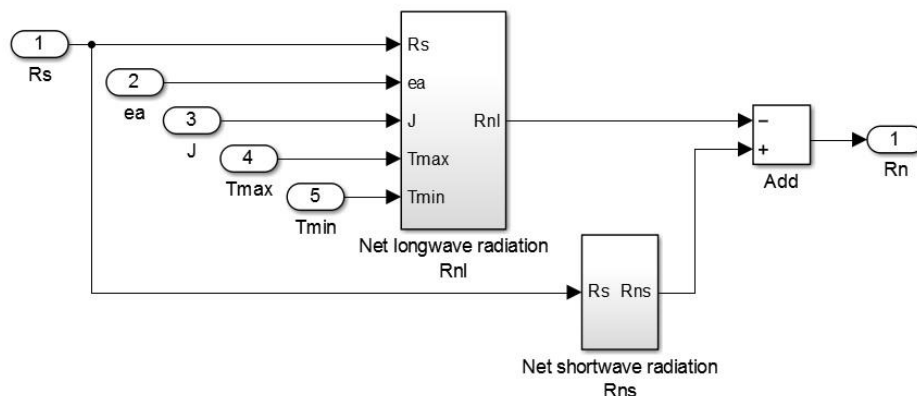 1
Rs
2
ea
3
J
4
Tmax
5
Tmin
Rs
ea
J
Tmax
Tmin
Rnl
Net longwave radiation
Rnl
Rs Rns
Net shortwave radiation
Rns
−
+
Add
1
Rn